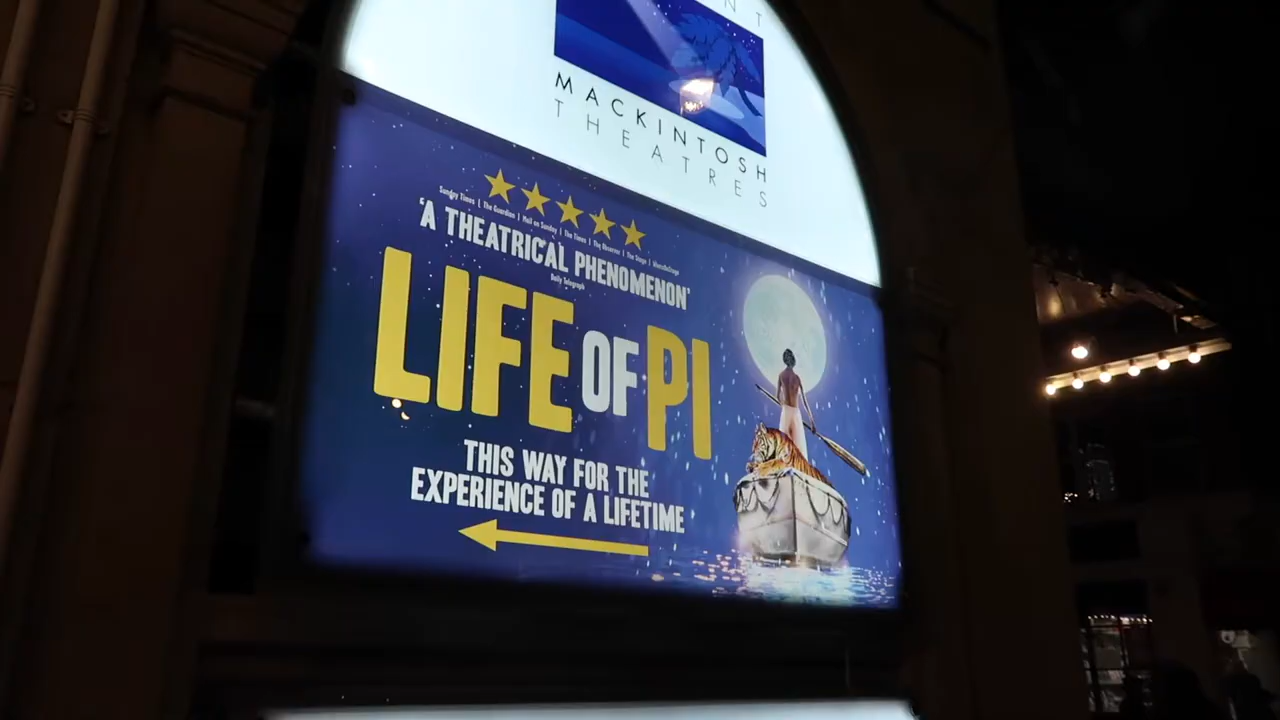 NT
MACKINTOSH
THEATRES
Sunday Times | The Guardian | Mail on Sunday | The Times | The Observer | The Stage | WhatsOnStage
'A THEATRICAL PHENOMENON'
Daily Telegraph
LIFE OF PI
THIS WAY FOR THE
EXPERIENCE OF A LIFETIME